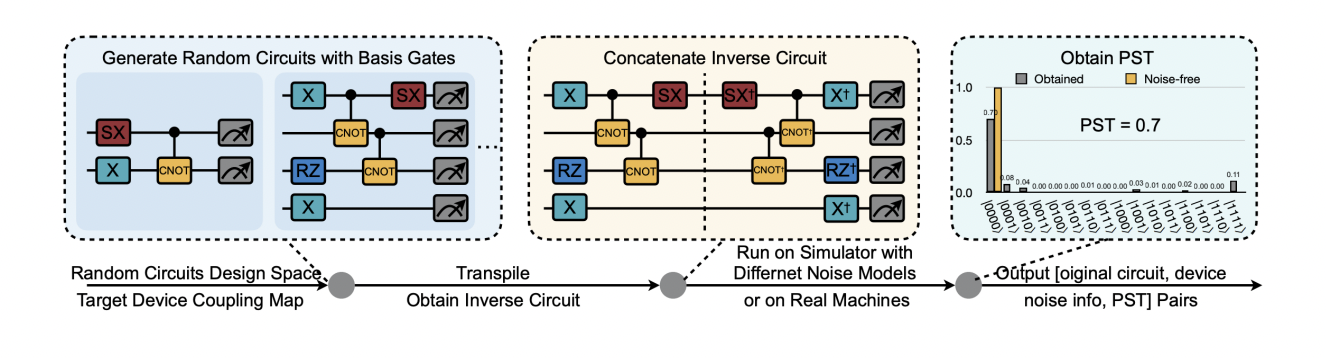 Generate Random Circuits with Basis Gates
SX
CNOT
X
X
SX
CNOT
RZ
CNOT
X
Concatenate Inverse Circuit
X
SX
SX†
X†
CNOT
CNOT†
RZ
CNOT
CNOT†
RZ†
X
X†
Obtain PST
Obtained
Noise-free
1.0
0.5
0.0
PST = 0.7
0.70
0.08
0.04
0.00
0.00
0.00
0.01
0.00
0.00
0.03
0.01
0.00
0.02
0.00
0.00
0.11
|0000⟩
|0001⟩
|0010⟩
|0011⟩
|0100⟩
|0101⟩
|0110⟩
|0111⟩
|1000⟩
|1001⟩
|1010⟩
|1011⟩
|1100⟩
|1101⟩
|1110⟩
|1111⟩
Random Circuits Design Space
Target Device Coupling Map
Transpile
Obtain Inverse Circuit
Run on Simulator with
Differnet Noise Models
or on Real Machines
Output [oiginal circuit, device
noise info, PST] Pairs